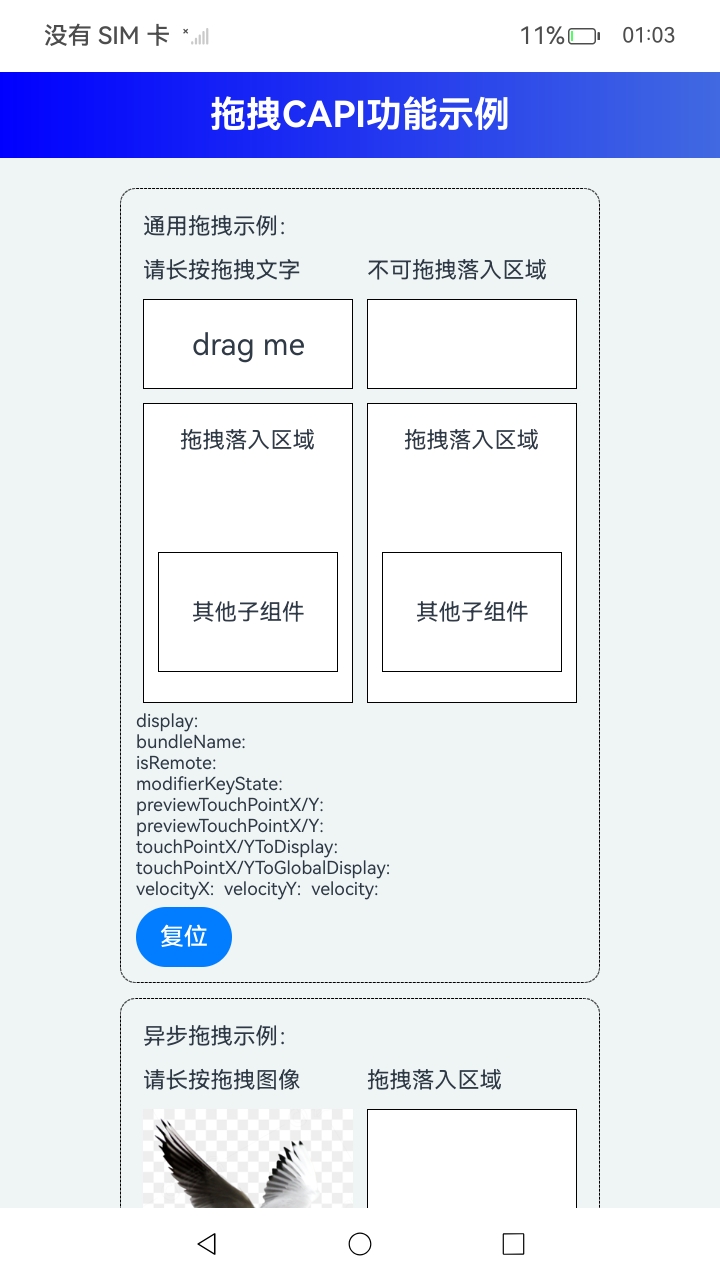 没有 SIM 卡
11%
01:03
拖拽CAPI功能示例
通用拖拽示例：
请长按拖拽文字
不可拖拽落入区域
drag me
拖拽落入区域
拖拽落入区域
其他子组件
其他子组件
display:
bundleName:
isRemote:
modifierKeyState:
previewTouchPointX/Y:
previewTouchPointX/Y:
touchPointX/YToDisplay:
touchPointX/YToGlobalDisplay:
velocityX: velocityY: velocity:
复位
异步拖拽示例：
请长按拖拽图像
拖拽落入区域